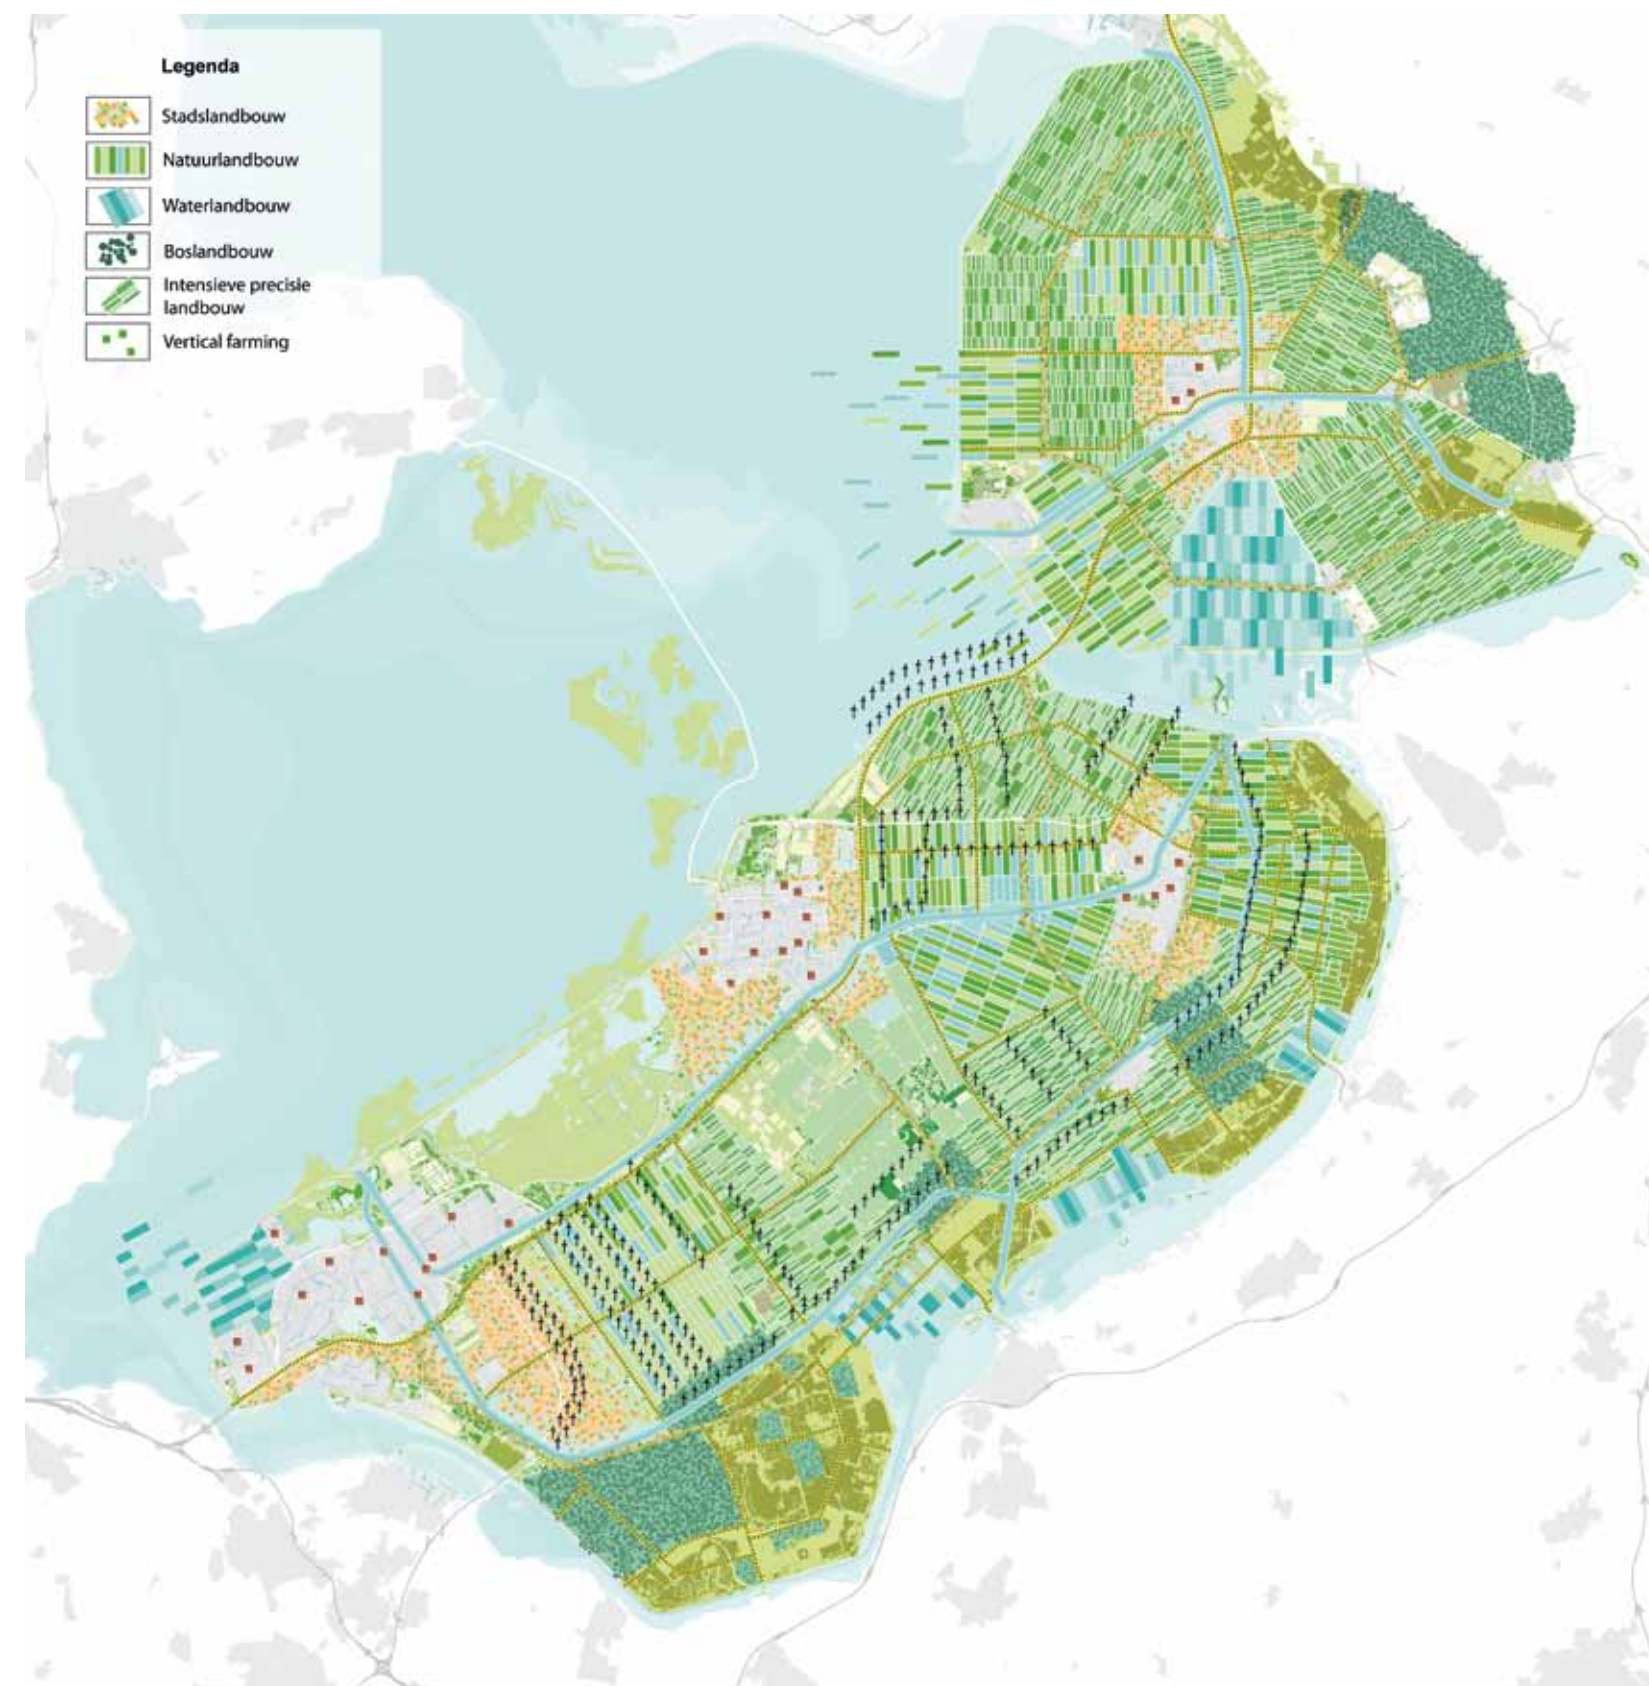 Legenda
Stadslandbouw
Natuurlandbouw
Waterlandbouw
Boslandbouw
Intensieve precisie
landbouw
Vertical farming